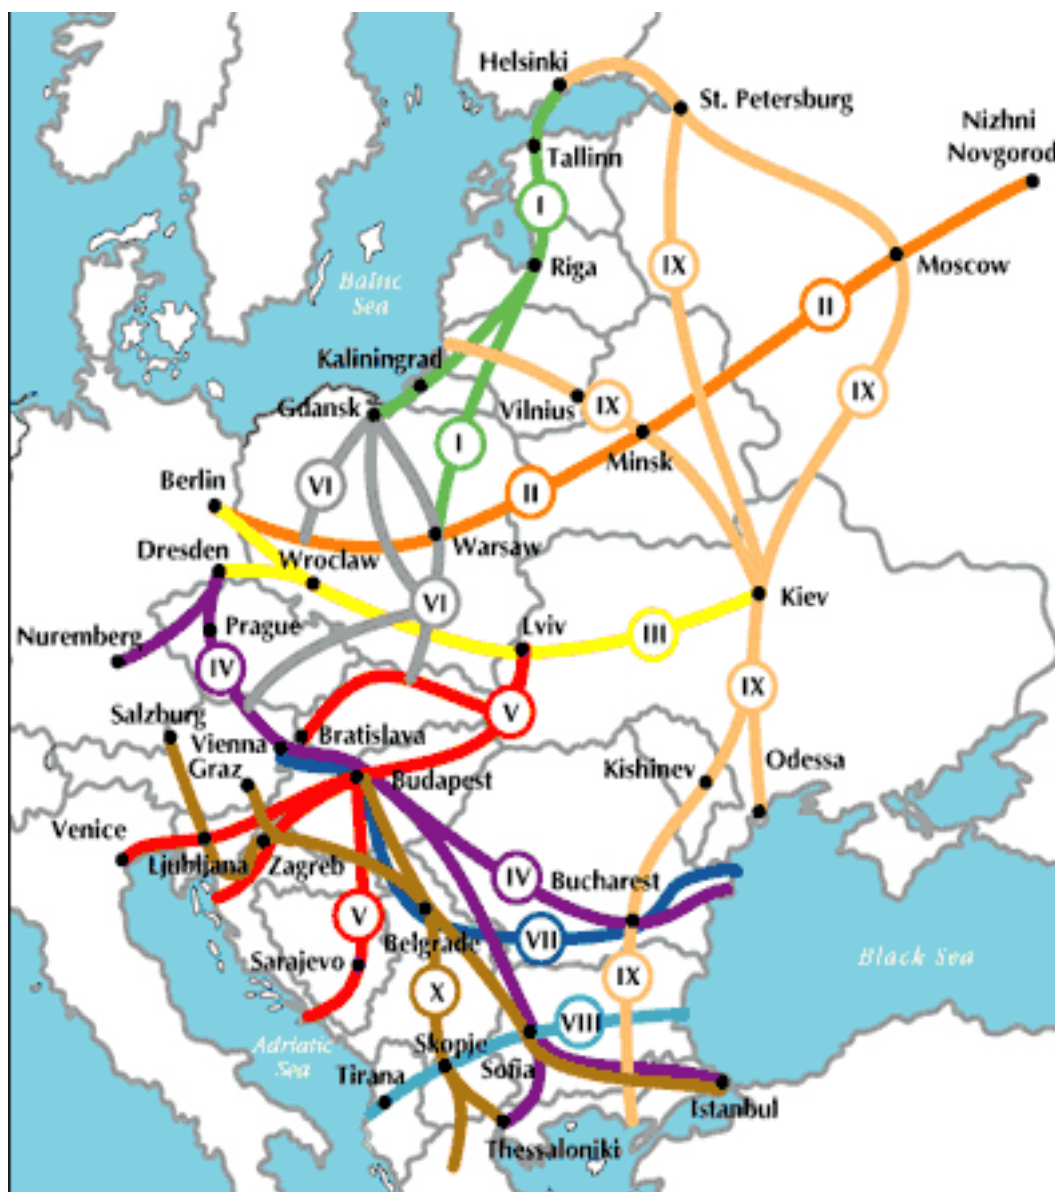 Helsinki
St. Petersburg
Nizhni
Novgorod
Tallinn
I
Riga
IX
Moscow
Baltic
Sea
II
Kaliningrad
Gdansk
Vilnius
IX
IX
I
Minsk
VI
Berlin
II
Dresden
Wroclaw
Warsaw
VI
Kiev
Nuremberg
Prague
Lviv
III
IV
IX
Salzburg
V
Vienna
Bratislava
Graz
Budapest
Kishinev
Odessa
Venice
Ljubljana
Zagreb
IV
Bucharest
V
Belgrade
VII
Sarajevo
Black Sea
IX
X
VIII
Adriatic
Sea
Skopje
Tirana
Sofia
Istanbul
Thessaloniki